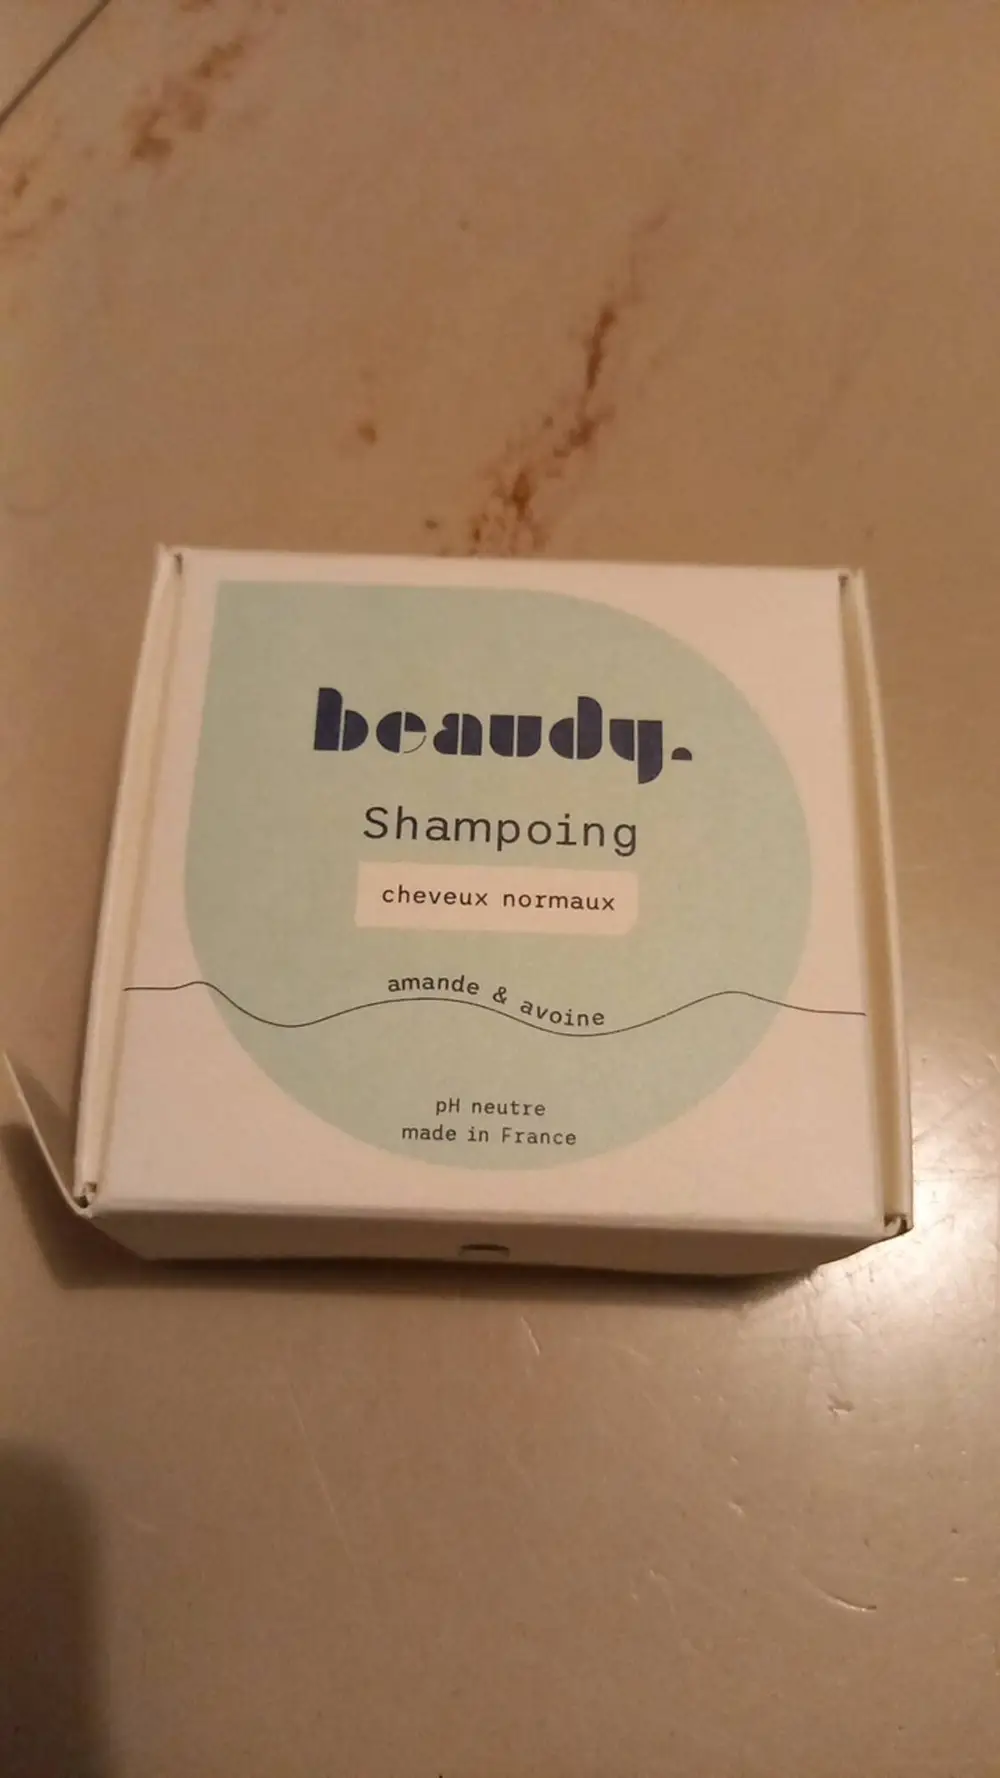 beaudy.
Shampoing
cheveux normaux
amande & avoine
pH neutre
made in France